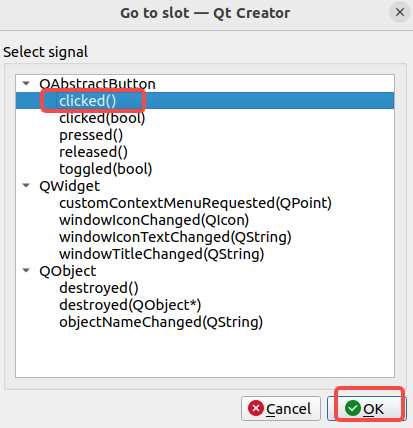 Go to slot — Qt Creator
Select signal
QAbstractButton
clicked()
clicked(bool)
pressed()
released()
toggled(bool)
QWidget
customContextMenuRequested(QPoint)
windowIconChanged(QIcon)
windowIconTextChanged(QString)
windowTitleChanged(QString)
QObject
destroyed()
destroyed(QObject*)
objectNameChanged(QString)
Cancel OK